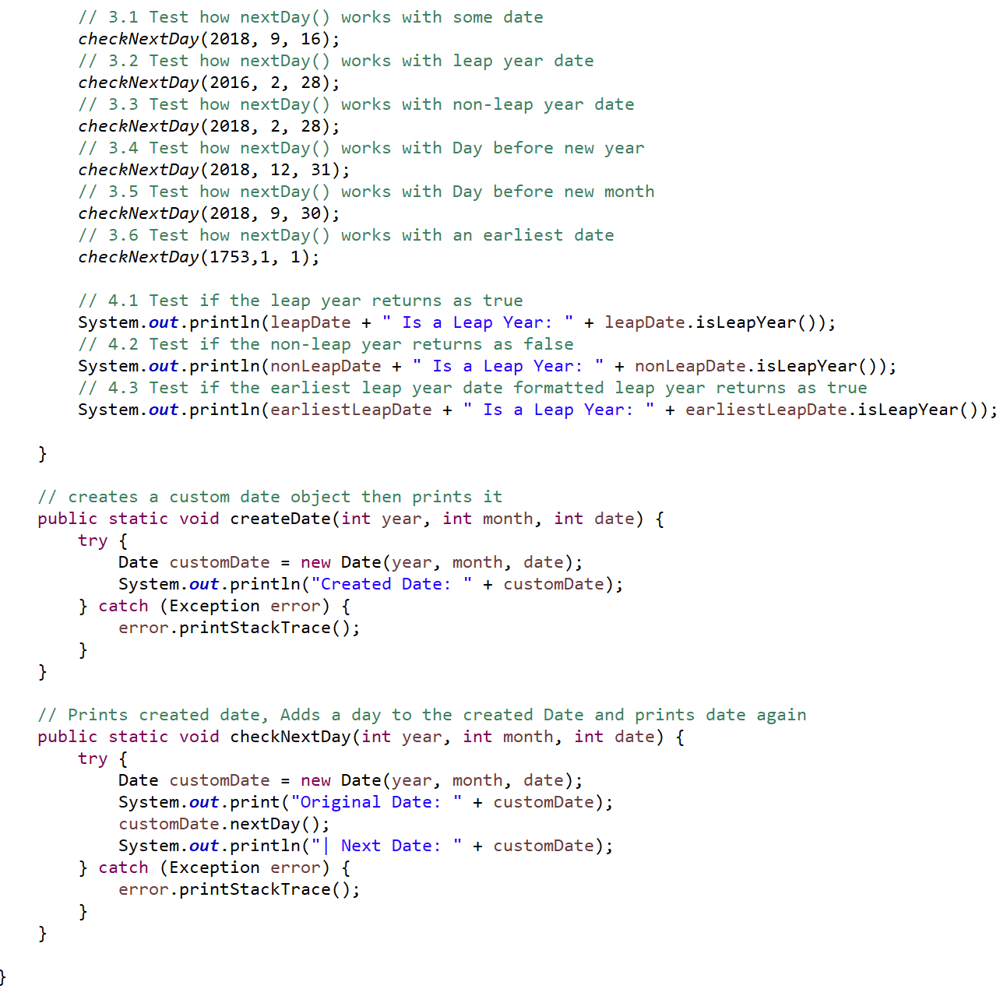 // 3.1 Test how nextDay() works with some date
checkNextDay(2018, 9, 16);
// 3.2 Test how nextDay() works with leap year date
checkNextDay(2016, 2, 28);
// 3.3 Test how nextDay() works with non-leap year date
checkNextDay(2018, 2, 28);
// 3.4 Test how nextDay() works with Day before new year
checkNextDay(2018, 12, 31);
// 3.5 Test how nextDay() works with Day before new month
checkNextDay(2018, 9, 30);
// 3.6 Test how nextDay() works with an earliest date
checkNextDay(1753,1, 1);
// 4.1 Test if the leap year returns as true
System.out.println(leapDate + " Is a Leap Year: " + leapDate.isLeapYear());
// 4.2 Test if the non-leap year returns as false
System.out.println(nonLeapDate + " Is a Leap Year: " + nonLeapDate.isLeapYear());
// 4.3 Test if the earliest leap year date formatted leap year returns as true
System.out.println(earliestLeapDate + " Is a Leap Year: " + earliestLeapDate.isLeapYear());
}
// creates a custom date object then prints it
public static void createDate(int year, int month, int date) {
try {
Date customDate = new Date(year, month, date);
System.out.println("Created Date: " + customDate);
} catch (Exception error) {
error.printStackTrace();
}
}
// Prints created date, Adds a day to the created Date and prints date again
public static void checkNextDay(int year, int month, int date) {
try {
Date customDate = new Date(year, month, date);
System.out.print("Original Date: " + customDate);
customDate.nextDay();
System.out.println("| Next Date: " + customDate);
} catch (Exception error) {
error.printStackTrace();
}
}
}